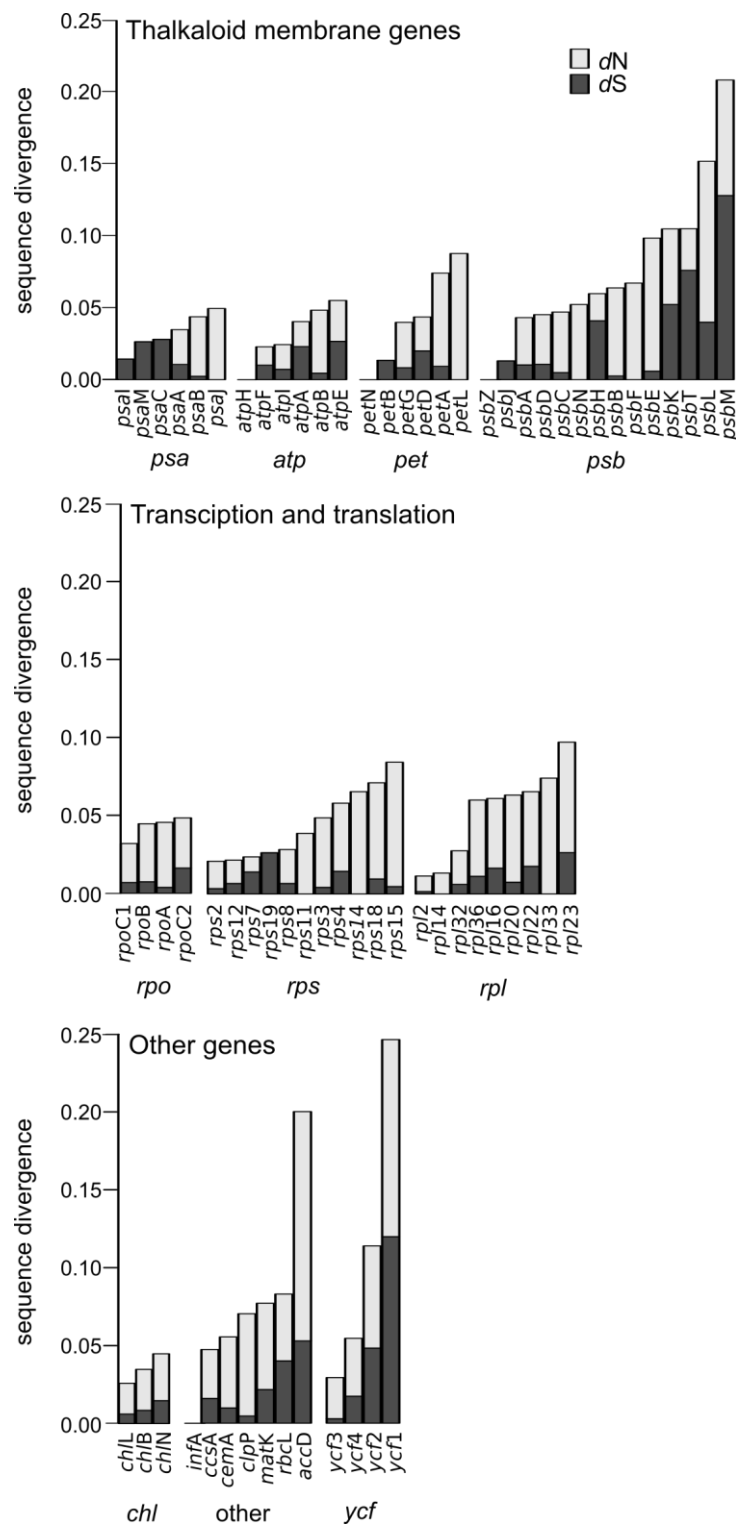 Thalkaloid membrane genes
dN
dS
sequence divergence
0.25
0.20
0.15
0.10
0.05
0.00
psaI psaM psaC psaA psaB psaJ atpH atpF atpI atpA atpB atpE petN petB petG petD petA petL psbZ psbJ psbA psbD psbC psbN psbH psbB psbF psbE psbK psbT psbL psbM
psa atp pet psb
Transciption and translation
sequence divergence
0.25
0.20
0.15
0.10
0.05
0.00
rpoC1 rpoB rpoA rpoC2 rps2 rps12 rps7 rps19 rps8 rps11 rps3 rps4 rps14 rps18 rps15 rpl2 rpl14 rpl32 rpl36 rpl16 rpl20 rpl22 rpl33 rpl23
rpo rps rpl
Other genes
sequence divergence
0.25
0.20
0.15
0.10
0.05
0.00
chlL chlB chlN infA ccsA cemA clpP matK rbcL accD ycf3 ycf4 ycf2 ycf1
chl other ycf